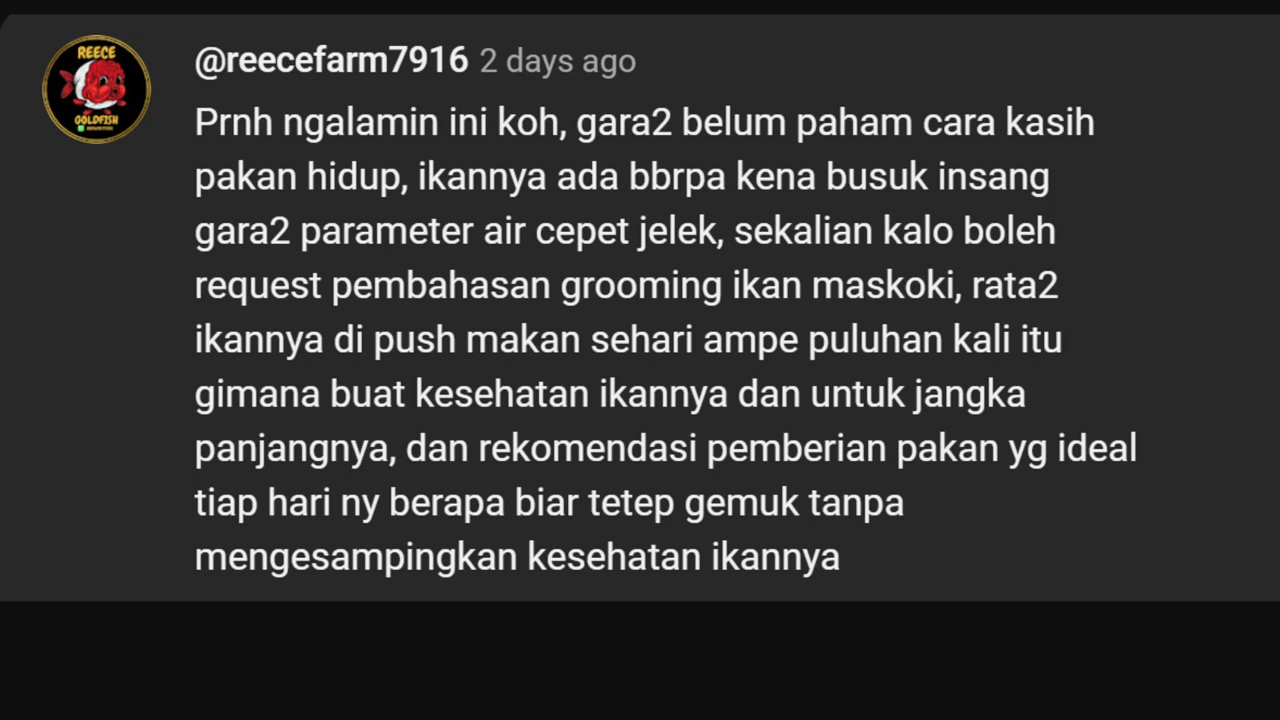 REECE
GOLDFISH
@reecefarm7916 2 days ago
Prnh ngalamin ini koh, gara2 belum paham cara kasih
pakan hidup, ikannya ada bbrpa kena busuk insang
gara2 parameter air cepet jelek, sekalian kalo boleh
request pembahasan grooming ikan maskoki, rata2
ikannya di push makan sehari ampe puluhan kali itu
gimana buat kesehatan ikannya dan untuk jangka
panjangnya, dan rekomendasi pemberian pakan yg ideal
tiap hari ny berapa biar tetep gemuk tanpa
mengesampingkan kesehatan ikannya